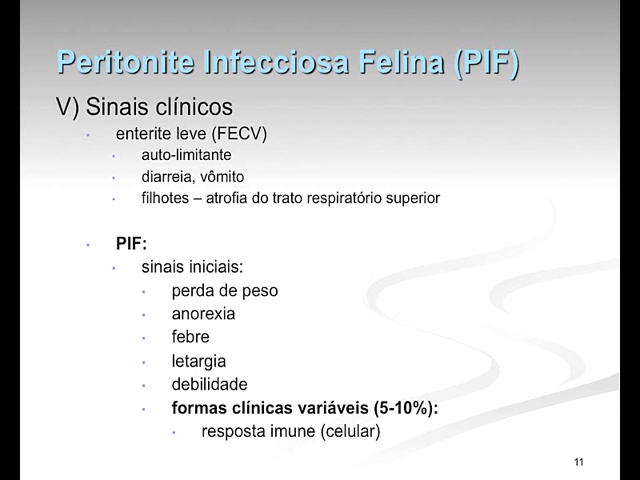 Peritonite Infecciosa Felina (PIF)
V) Sinais clínicos
enterite leve (FECV)
auto-limitante
diarreia, vômito
filhotes – atrofia do trato respiratório superior
PIF:
sinais iniciais:
perda de peso
anorexia
febre
letargia
debilidade
formas clínicas variáveis (5-10%):
resposta imune (celular)
11